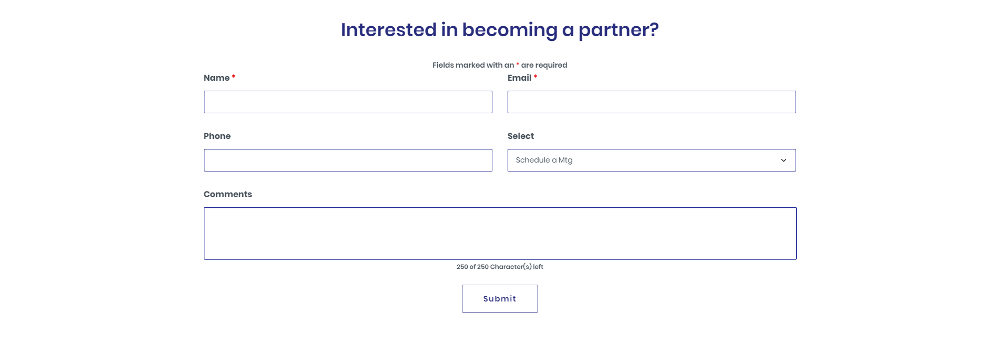 Interested in becoming a partner?
Fields marked with an * are required
Name *
Email *
Phone
Select
Schedule a Mtg
Comments
250 of 250 Character(s) left
Submit